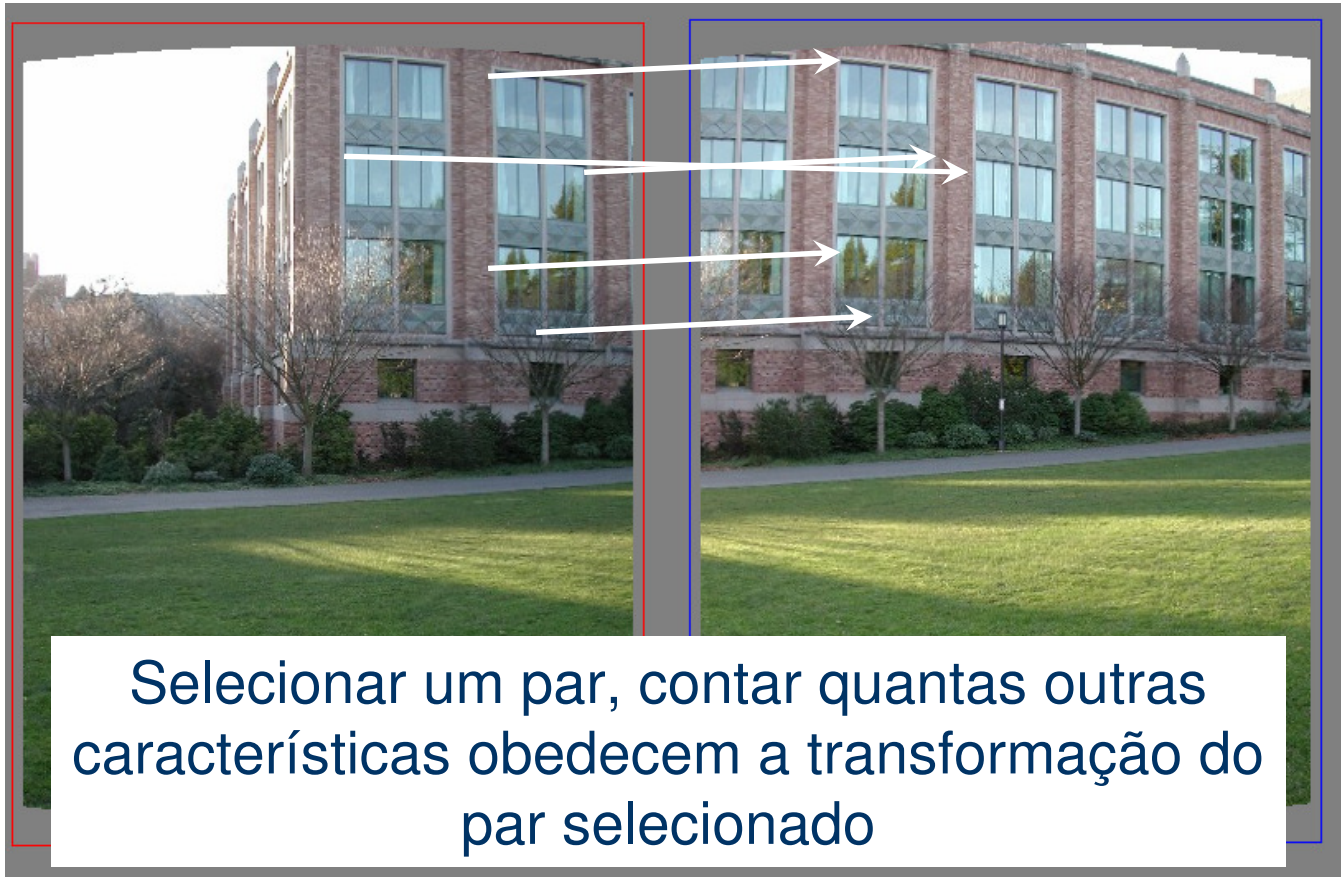 Selecionar um par, contar quantas outras
características obedecem a transformação do
par selecionado